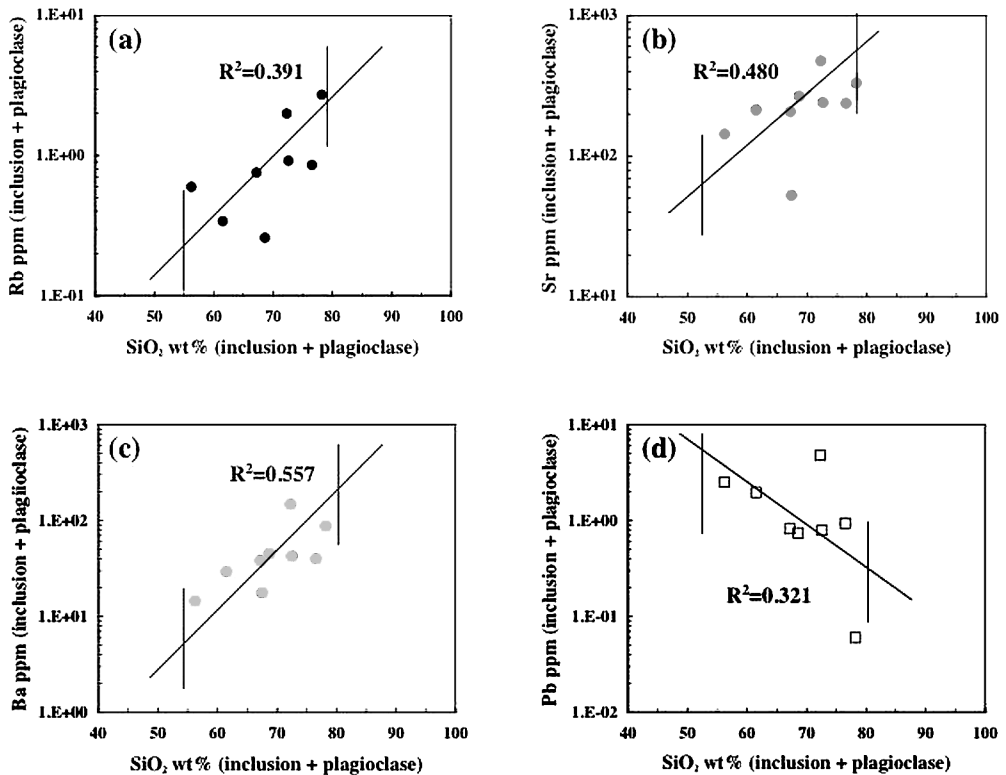 (a)
R²=0.391
Rb ppm (inclusion + plagioclase)
1.E+01
1.E+00
1.E-01
40 50 60 70 80 90 100
SiO₂ wt% (inclusion + plagioclase)
(b)
R²=0.480
Sr ppm (inclusion + plagioclase)
1.E+03
1.E+02
1.E+01
40 50 60 70 80 90 100
SiO₂ wt% (inclusion + plagioclase)
(c)
R²=0.557
Ba ppm (inclusion + plagiioclase)
1.E+03
1.E+02
1.E+01
1.E+00
40 50 60 70 80 90 100
SiO₂ wt% (inclusion + plagioclase)
(d)
R²=0.321
Pb ppm (inclusion + plagioclase)
1.E+01
1.E+00
1.E-01
1.E-02
40 50 60 70 80 90 100
SiO₂ wt% (inclusion + plagioclase)